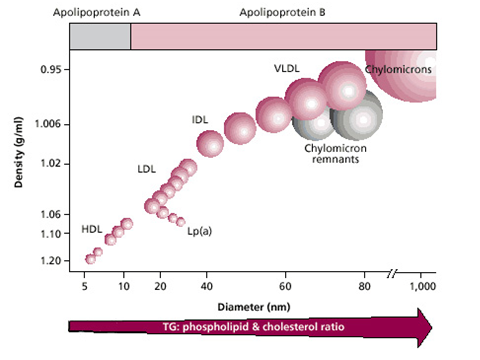 Apolipoprotein A
Apolipoprotein B
Density (g/ml)
0.95
1.006
1.02
1.06
1.10
1.20
VLDL
Chylomicrons
IDL
Chylomicron
remnants
LDL
HDL
Lp(a)
5
10
20
40
60
80
1,000
Diameter (nm)
TG: phospholipid & cholesterol ratio